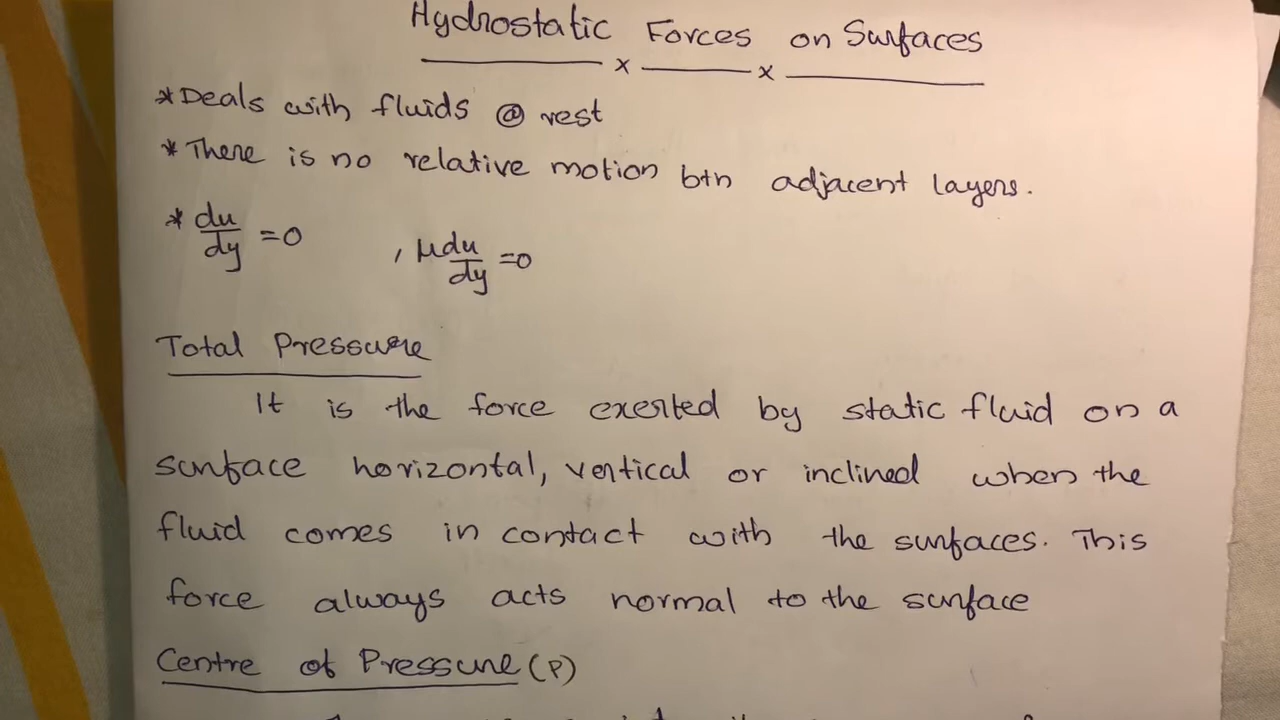 Hydrostatic Forces on Surfaces
x x
* Deals with fluids @ rest
* There is no relative motion btn adjacent layers.
* du/dy = 0 , μ du/dy = 0
Total Pressure
It is the force exerted by static fluid on a
surface horizontal, vertical or inclined when the
fluid comes in contact with the surfaces. This
force always acts normal to the surface
Centre of Pressure (P)